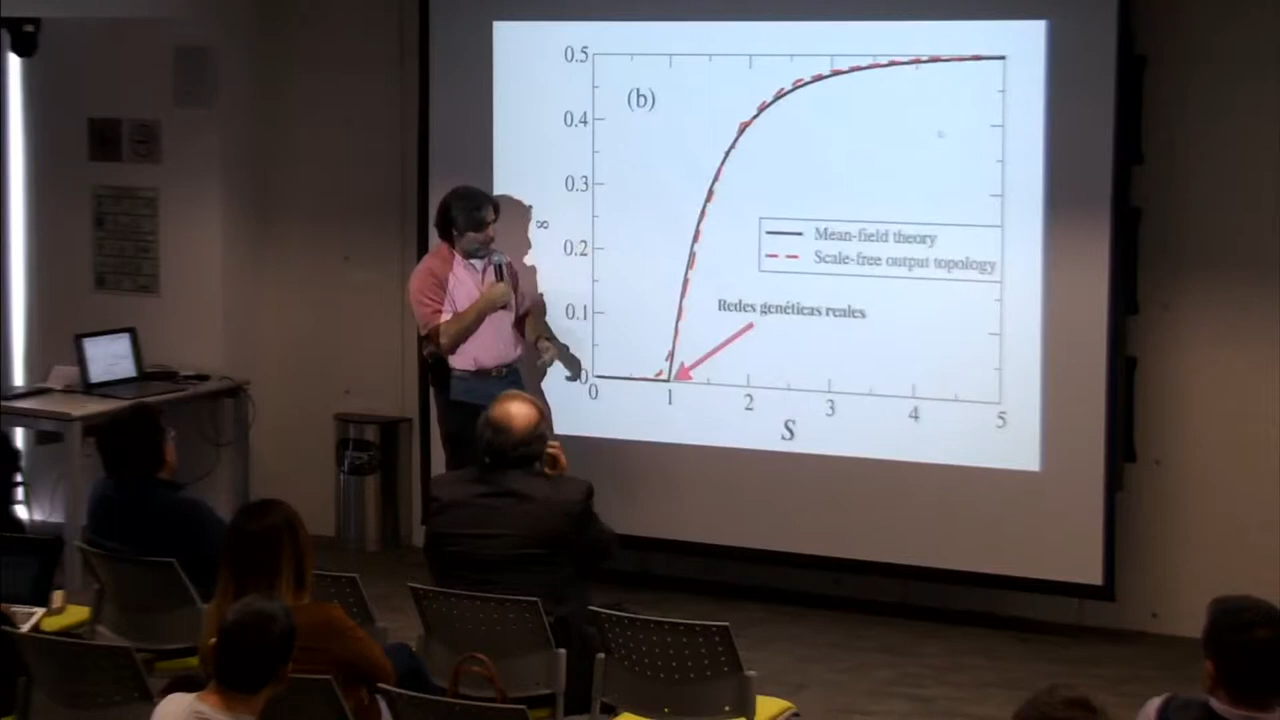 0.5
(b)
0.4
0.3
∞
0.2
Mean-field theory
Scale-free output topology
0.1
Redes genéticas reales
0
0 1 2 3 4 5
S